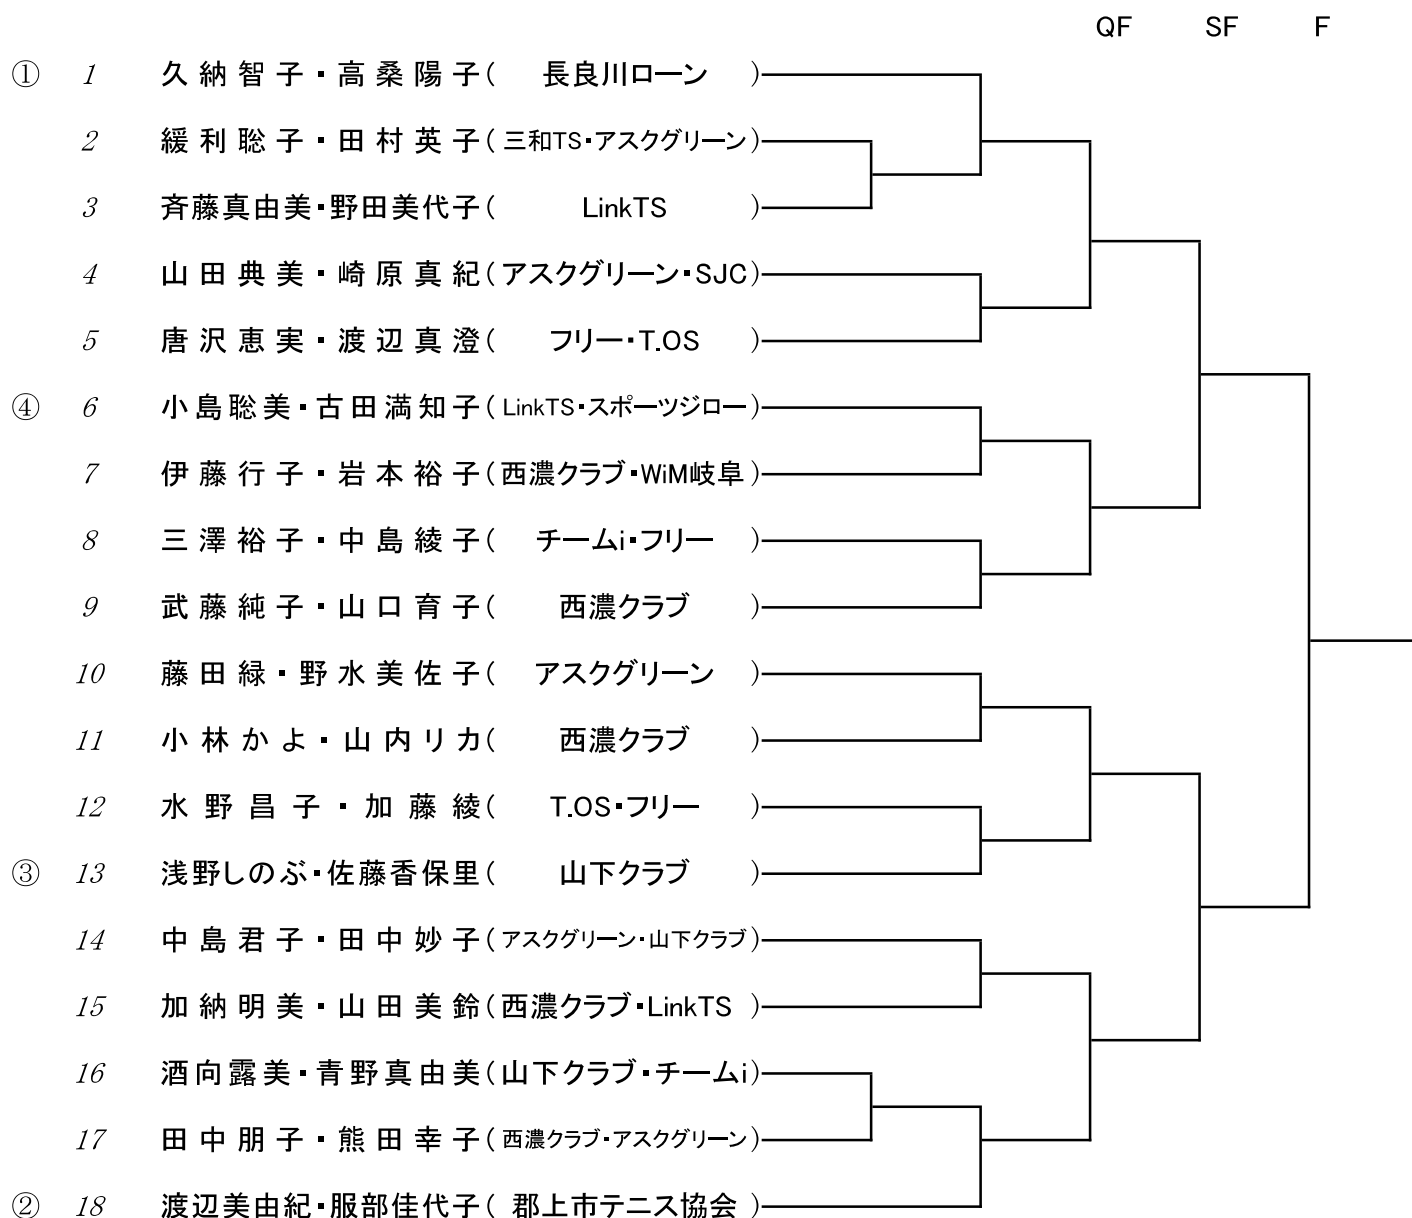 QF SF F
① 1 久納智子・高桑陽子( 長良川ローン )
2 緩利聡子・田村英子( 三和TS・アスクグリーン )
3 斉藤真由美・野田美代子( LinkTS )
4 山田典美・崎原真紀( アスクグリーン・SJC )
5 唐沢恵実・渡辺真澄( フリー・T.OS )
④ 6 小島聡美・古田満知子( LinkTS・スポーツジロー )
7 伊藤行子・岩本裕子( 西濃クラブ・WiM岐阜 )
8 三澤裕子・中島綾子( チームi・フリー )
9 武藤純子・山口育子( 西濃クラブ )
10 藤田緑・野水美佐子( アスクグリーン )
11 小林かよ・山内リカ( 西濃クラブ )
12 水野昌子・加藤綾( T.OS・フリー )
③ 13 浅野しのぶ・佐藤香保里( 山下クラブ )
14 中島君子・田中妙子( アスクグリーン・山下クラブ )
15 加納明美・山田美鈴( 西濃クラブ・LinkTS )
16 酒向露美・青野真由美( 山下クラブ・チームi )
17 田中朋子・熊田幸子( 西濃クラブ・アスクグリーン )
② 18 渡辺美由紀・服部佳代子( 郡上市テニス協会 )